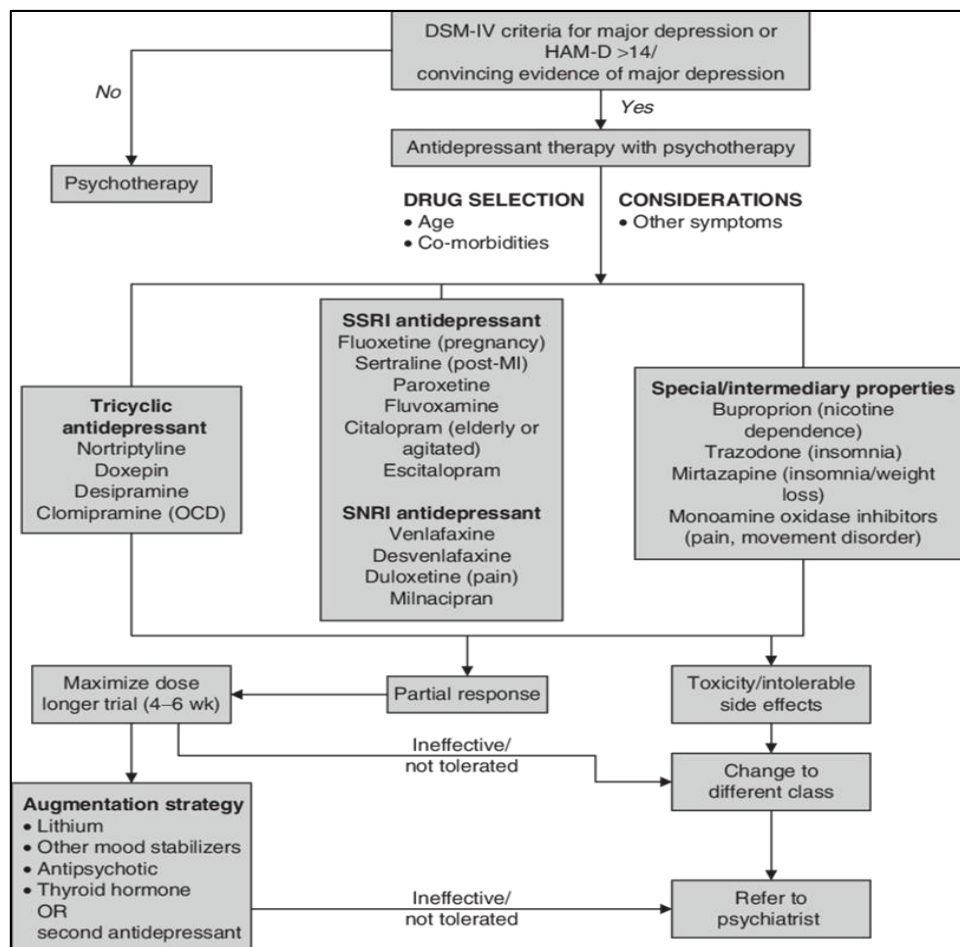 DSM-IV criteria for major depression or
HAM-D >14/
convincing evidence of major depression
No
Yes
Antidepressant therapy with psychotherapy
Psychotherapy
DRUG SELECTION
• Age
• Co-morbidities
CONSIDERATIONS
• Other symptoms
Tricyclic
antidepressant
Nortriptyline
Doxepin
Desipramine
Clomipramine (OCD)
SSRI antidepressant
Fluoxetine (pregnancy)
Sertraline (post-MI)
Paroxetine
Fluvoxamine
Citalopram (elderly or
agitated)
Escitalopram
SNRI antidepressant
Venlafaxine
Desvenlafaxine
Duloxetine (pain)
Milnacipran
Special/intermediary properties
Buproprion (nicotine
dependence)
Trazodone (insomnia)
Mirtazapine (insomnia/weight
loss)
Monoamine oxidase inhibitors
(pain, movement disorder)
Maximize dose
longer trial (4–6 wk)
Partial response
Toxicity/intolerable
side effects
Ineffective/
not tolerated
Change to
different class
Augmentation strategy
• Lithium
• Other mood stabilizers
• Antipsychotic
• Thyroid hormone
OR
second antidepressant
Ineffective/
not tolerated
Refer to
psychiatrist